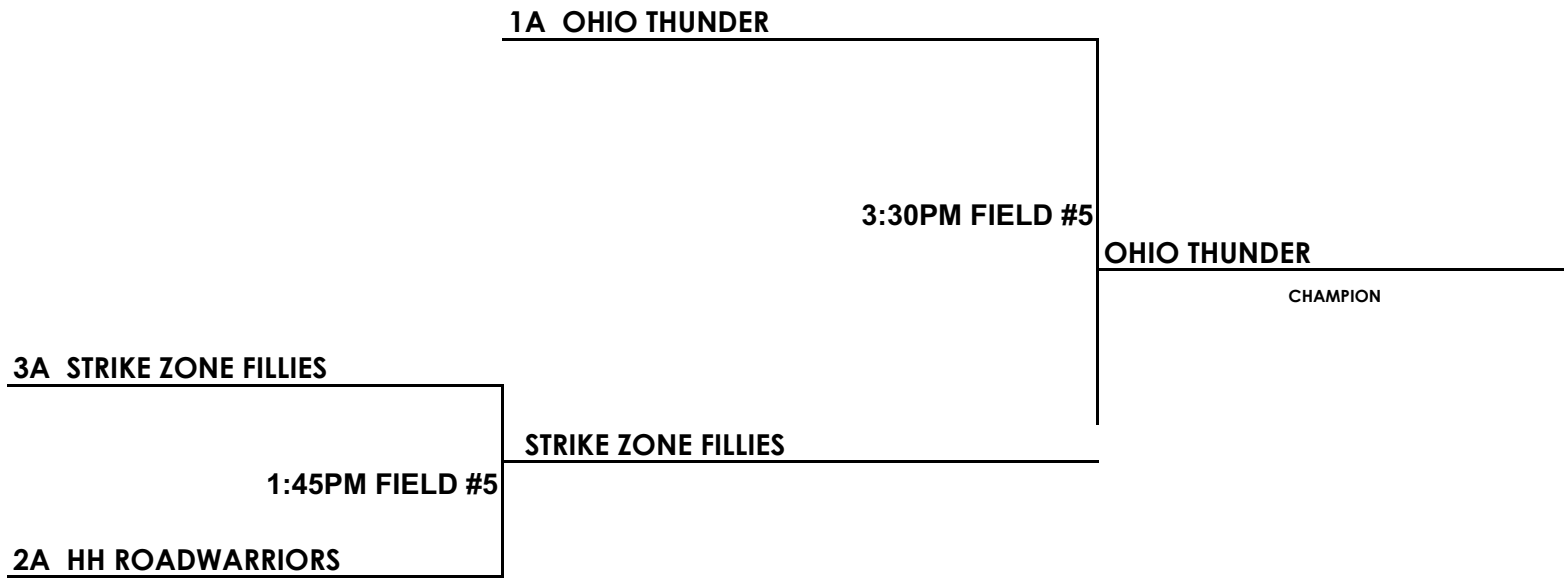 1A OHIO THUNDER
3:30PM FIELD #5
OHIO THUNDER
CHAMPION
3A STRIKE ZONE FILLIES
STRIKE ZONE FILLIES
1:45PM FIELD #5
2A HH ROADWARRIORS